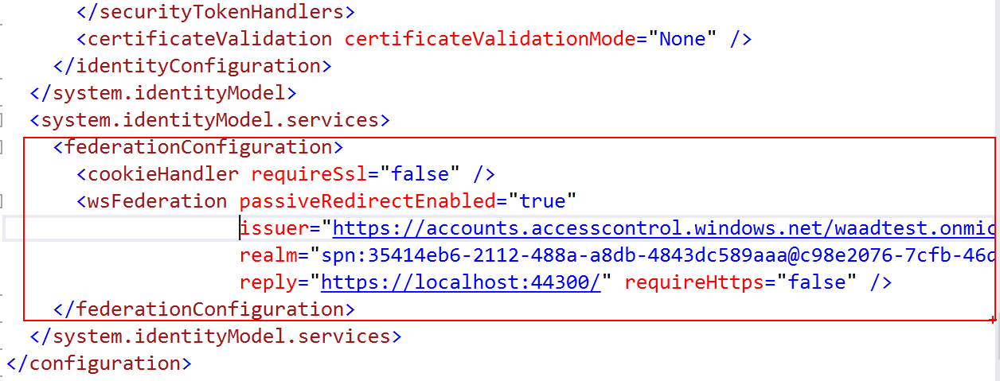 </securityTokenHandlers>
<certificateValidation certificateValidationMode="None" />
</identityConfiguration>
</system.identityModel>
<system.identityModel.services>
<federationConfiguration>
<cookieHandler requireSsl="false" />
<wsFederation passiveRedirectEnabled="true"
issuer="https://accounts.accesscontrol.windows.net/waadtest.onmic
realm="spn:35414eb6-2112-488a-a8db-4843dc589aaa@c98e2076-7cfb-46d
reply="https://localhost:44300/" requireHttps="false" />
</federationConfiguration>
</system.identityModel.services>
</configuration>